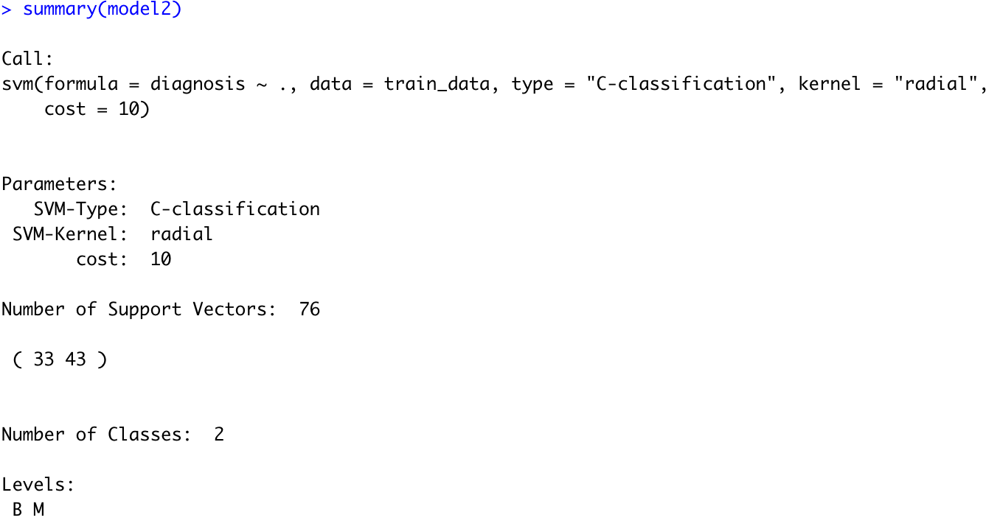 > summary(model2)
Call:
svm(formula = diagnosis ~ ., data = train_data, type = "C-classification", kernel = "radial",
    cost = 10)
Parameters:
   SVM-Type:  C-classification
 SVM-Kernel:  radial
       cost:  10
Number of Support Vectors:  76
 ( 33 43 )
Number of Classes:  2
Levels:
 B M